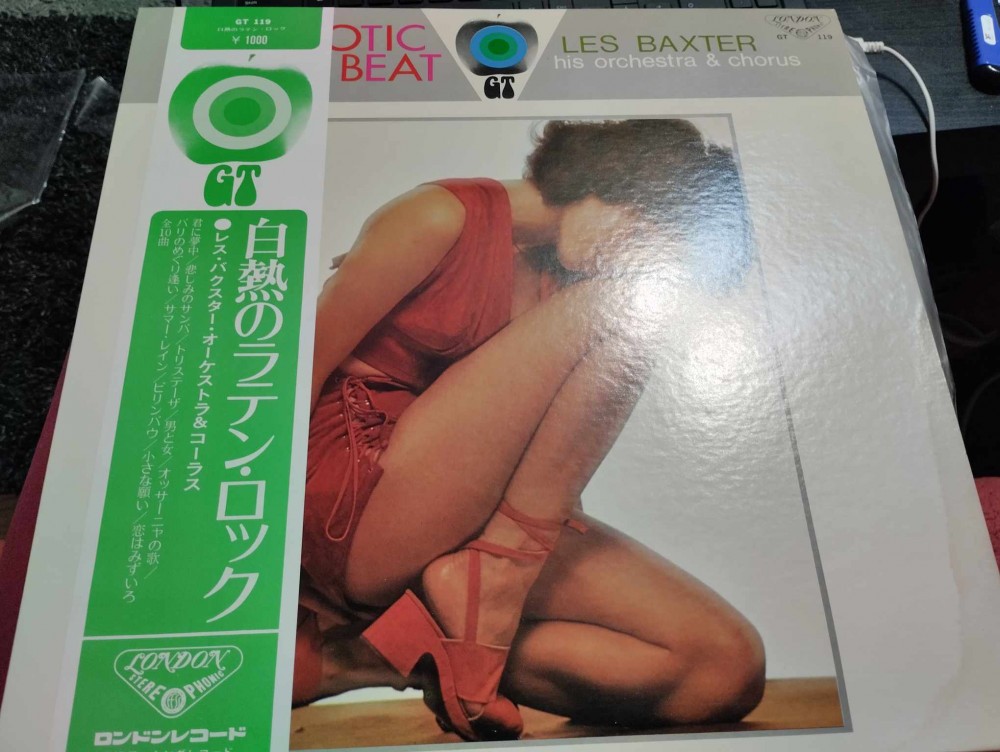 GT 119
白熱のラテン・ロック
¥ 1000
GT
白熱のラテン・ロック
●レス・バクスター・オーケストラ&コーラス
君に夢中/悲しみのサンバ/トリステーザ/男と女/オッサーニャの歌/
パリのめぐり逢い/サマー・レイン/ビリンバウ/小さな願い/恋はみずいろ
全10曲
LONDON
STEREO PHONIC
ロンドンレコード
OTIC
BEAT
GT
LES BAXTER
his orchestra & chorus
LONDON
GT 119